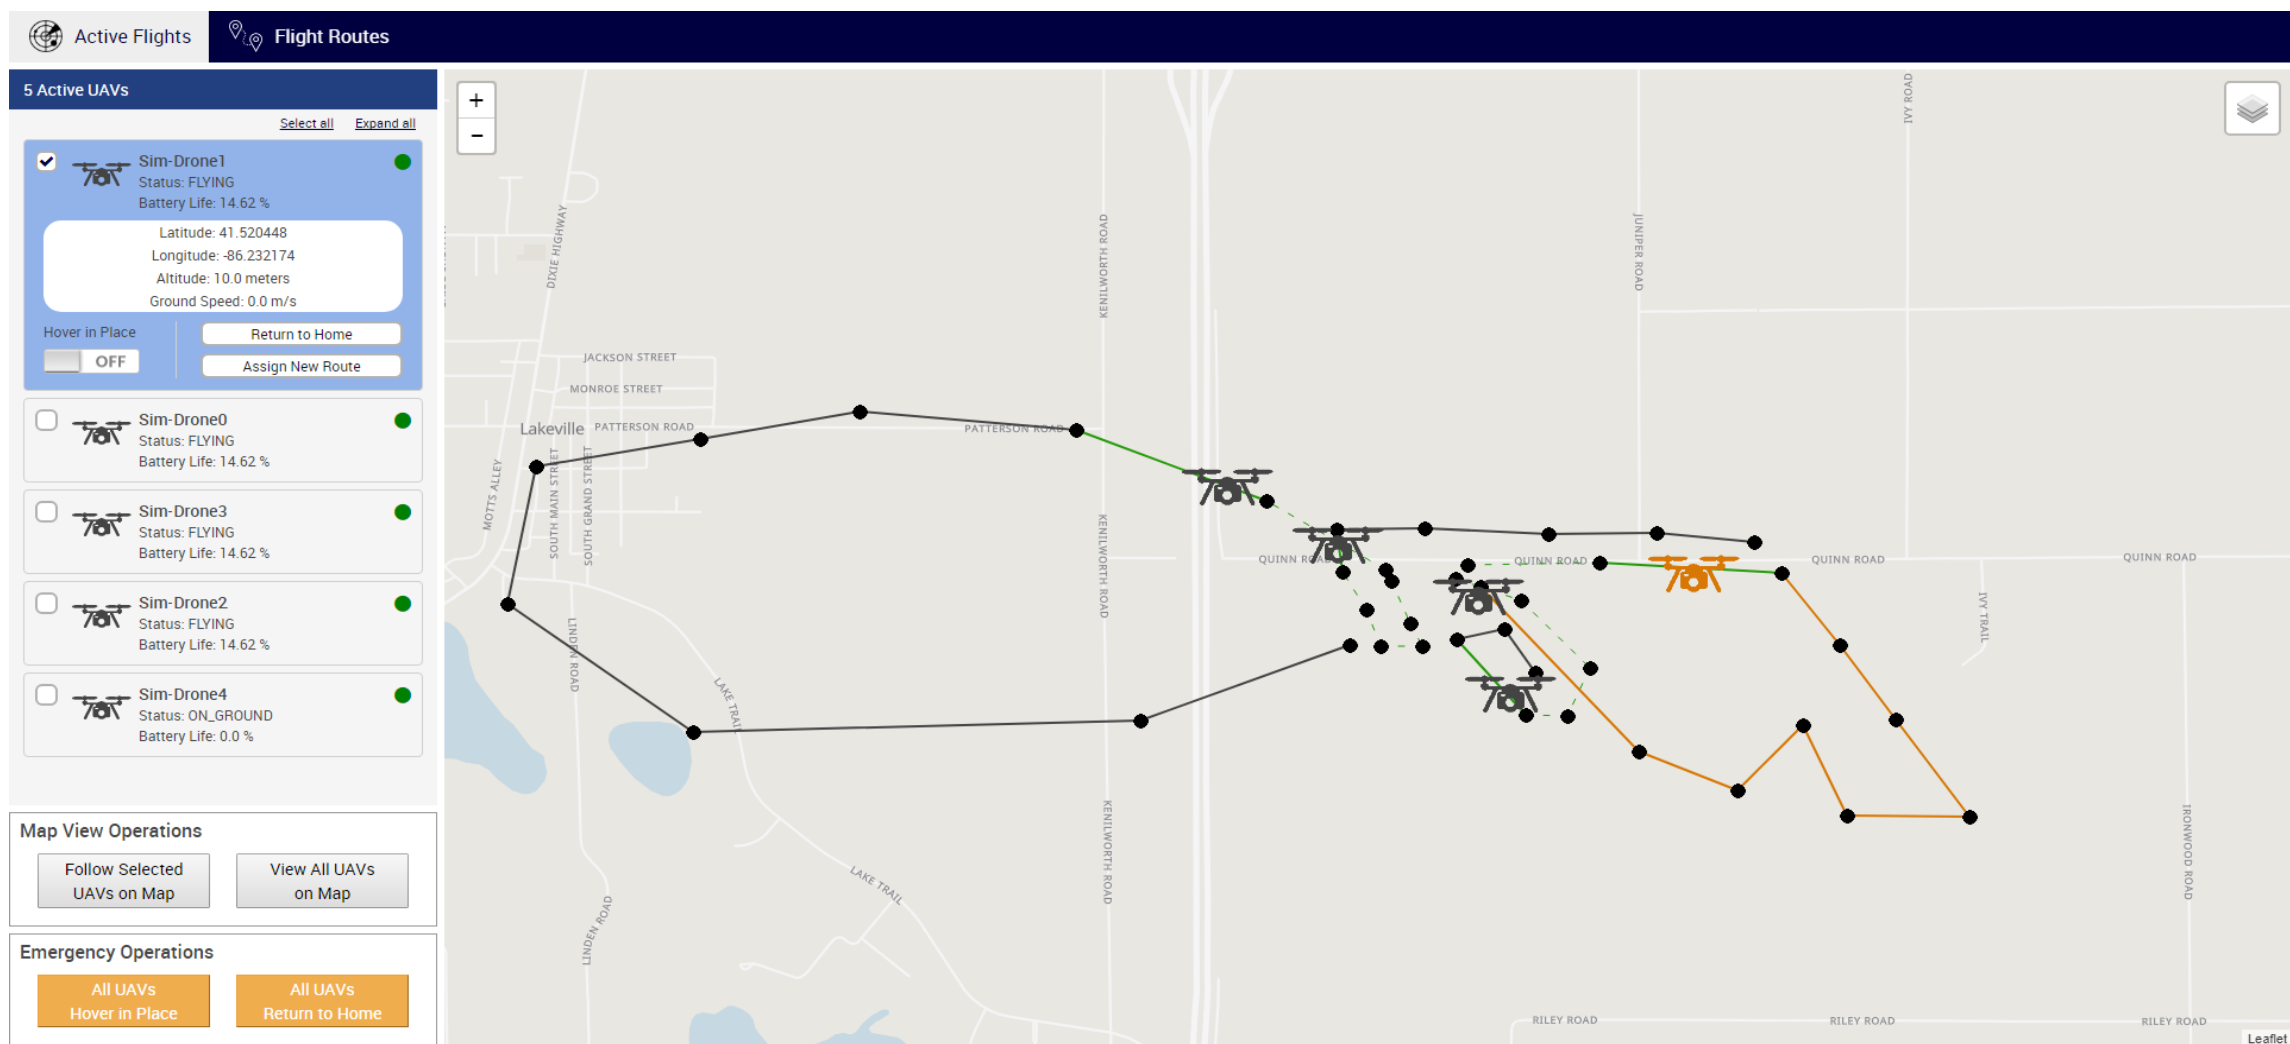 Active Flights
Flight Routes
5 Active UAVs
Select all
Expand all
Sim-Drone1
Status: FLYING
Battery Life: 14.62 %
Latitude: 41.520448
Longitude: -86.232174
Altitude: 10.0 meters
Ground Speed: 0.0 m/s
Hover in Place
OFF
Return to Home
Assign New Route
Sim-Drone0
Status: FLYING
Battery Life: 14.62 %
Sim-Drone3
Status: FLYING
Battery Life: 14.62 %
Sim-Drone2
Status: FLYING
Battery Life: 14.62 %
Sim-Drone4
Status: ON_GROUND
Battery Life: 0.0 %
Map View Operations
Follow Selected
UAVs on Map
View All UAVs
on Map
Emergency Operations
All UAVs
Hover in Place
All UAVs
Return to Home
+
−
DIXIE HIGHWAY
KENILWORTH ROAD
JUNIPER ROAD
IVY ROAD
JACKSON STREET
MONROE STREET
Lakeville
PATTERSON ROAD
PATTERSON ROAD
MOTTS ALLEY
SOUTH MAIN STREET
SOUTH GRAND STREET
KENILWORTH ROAD
QUINN ROAD
QUINN ROAD
QUINN ROAD
QUINN ROAD
IVY TRAIL
LINDEN ROAD
LAKE TRAIL
KENILWORTH ROAD
LAKE TRAIL
LINDEN ROAD
IRONWOOD ROAD
RILEY ROAD
RILEY ROAD
RILEY ROAD
Leaflet